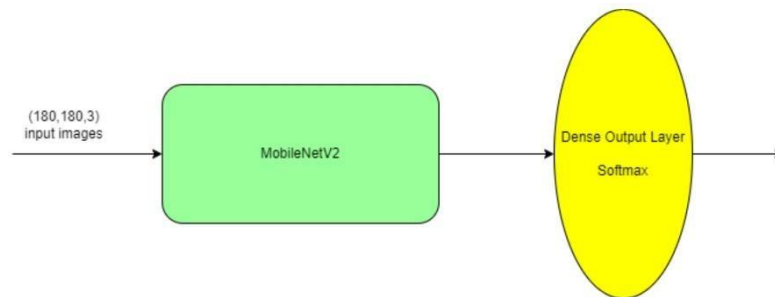 (180,180,3)
input images
MobileNetV2
Dense Output Layer
Softmax